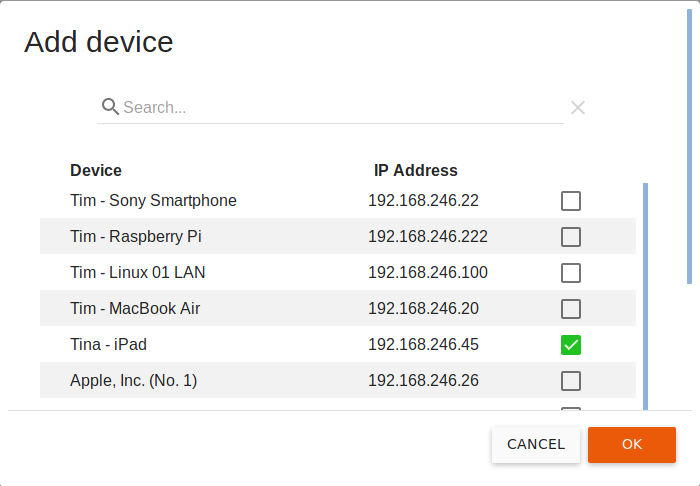 Add device
Search...
Device IP Address
Tim - Sony Smartphone 192.168.246.22
Tim - Raspberry Pi 192.168.246.222
Tim - Linux 01 LAN 192.168.246.100
Tim - MacBook Air 192.168.246.20
Tina - iPad 192.168.246.45
Apple, Inc. (No. 1) 192.168.246.26
CANCEL OK